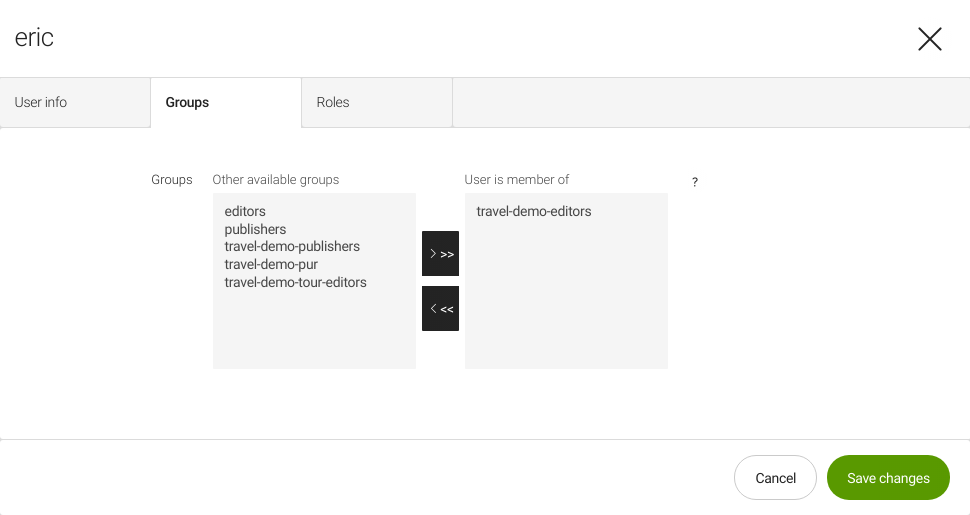 eric
User info
Groups
Roles
Groups
Other available groups
User is member of
?
editors
publishers
travel-demo-publishers
travel-demo-pur
travel-demo-tour-editors
travel-demo-editors
>>
<<
Cancel
Save changes